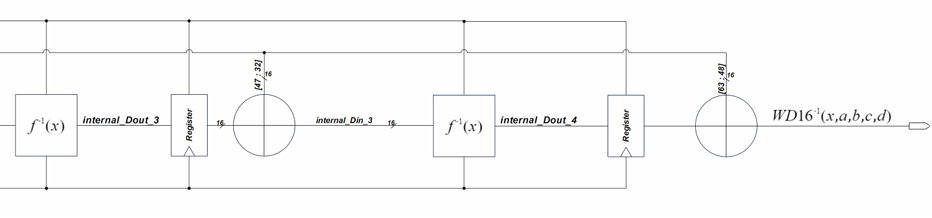 [47 : 32]
16
[63 : 48]
16
f⁻¹(x)
internal_Dout_3
Register
16
internal_Din_3
16
f⁻¹(x)
internal_Dout_4
Register
WD16⁻¹(x,a,b,c,d)